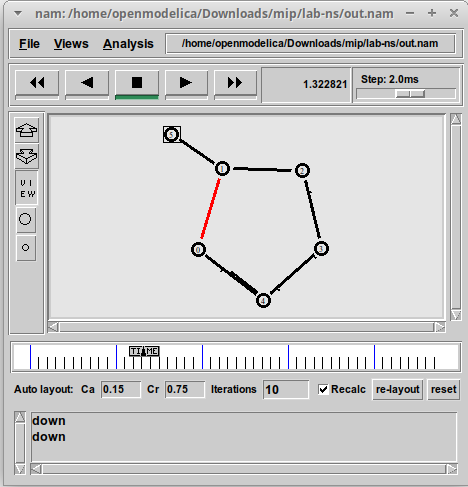 nam: /home/openmodelica/Downloads/mip/lab-ns/out.nam
File Views Analysis /home/openmodelica/Downloads/mip/lab-ns/out.nam
1.322821 Step: 2.0ms
VIEW
5
1
2
0
3
4
TIME
Auto layout: Ca 0.15 Cr 0.75 Iterations 10 Recalc re-layout reset
down
down